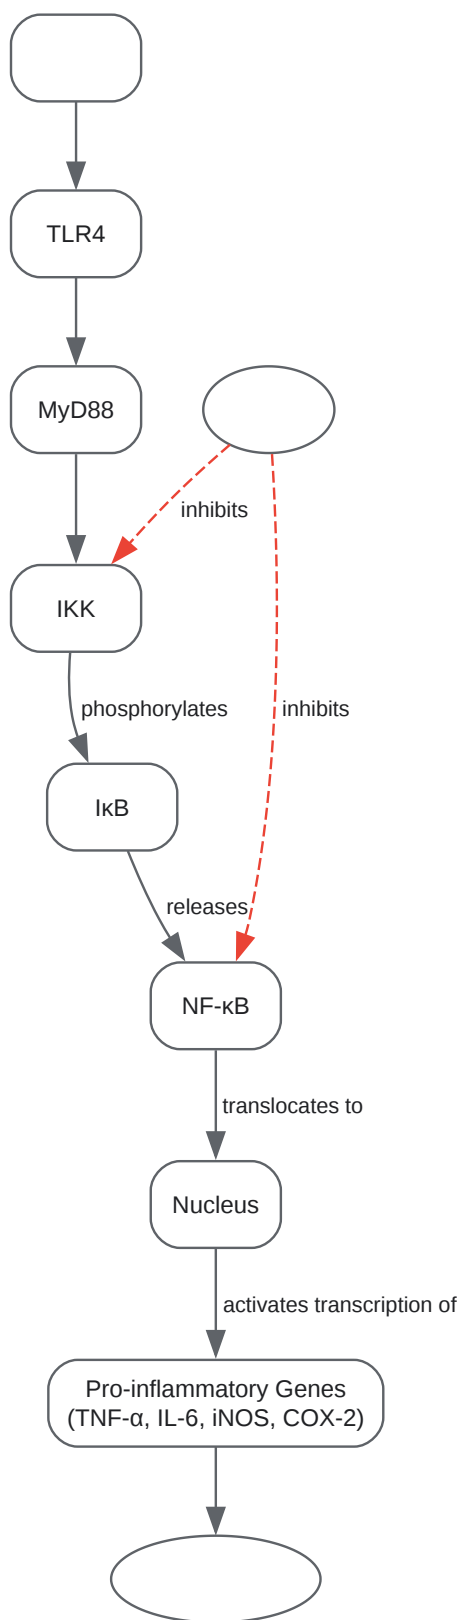 TLR4
MyD88
inhibits
IKK
phosphorylates
inhibits
IκB
releases
NF-κB
translocates to
Nucleus
activates transcription of
Pro-inflammatory Genes
(TNF-α, IL-6, iNOS, COX-2)